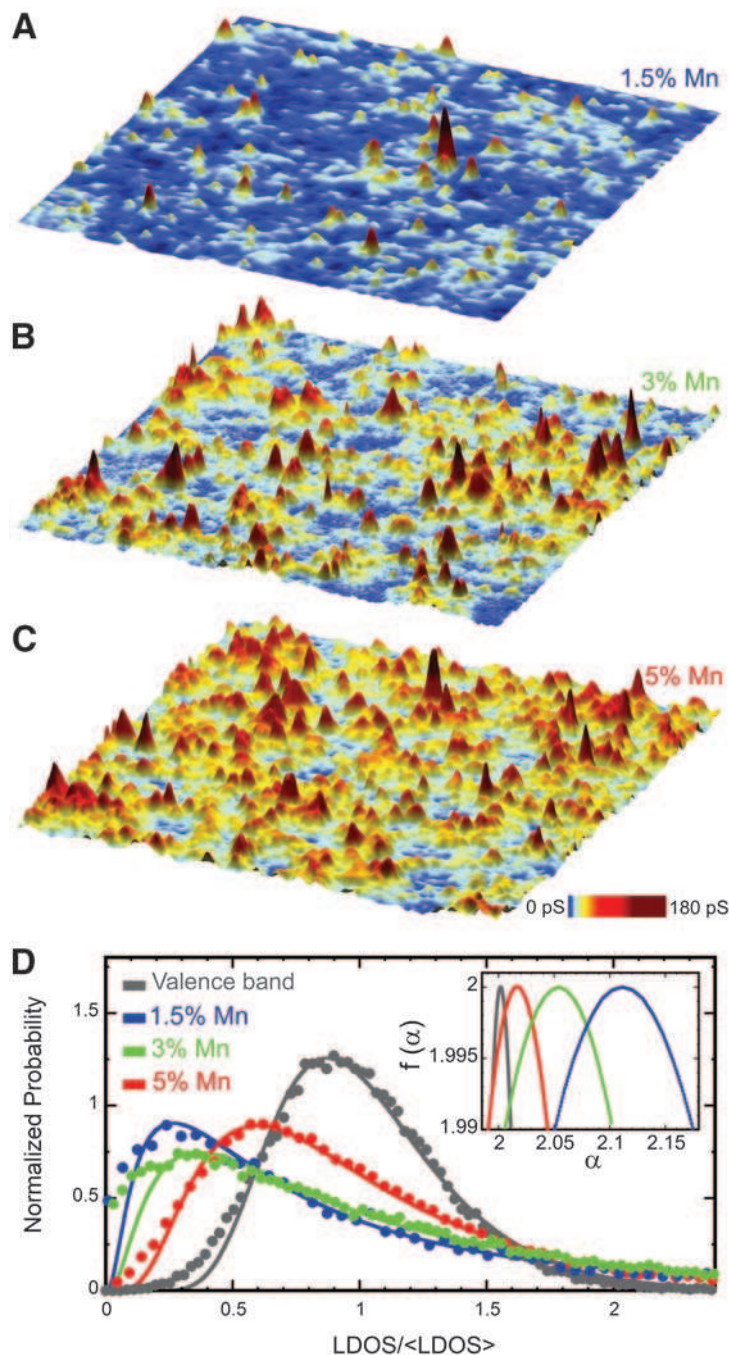 A
1.5% Mn
B
3% Mn
C
5% Mn
0 pS 180 pS
D
Normalized Probability
1.5
1
0.5
0
Valence band
1.5% Mn
3% Mn
5% Mn
f (α)
2
1.995
1.99
2 2.05 2.1 2.15
α
0 0.5 1 1.5 2
LDOS/<LDOS>